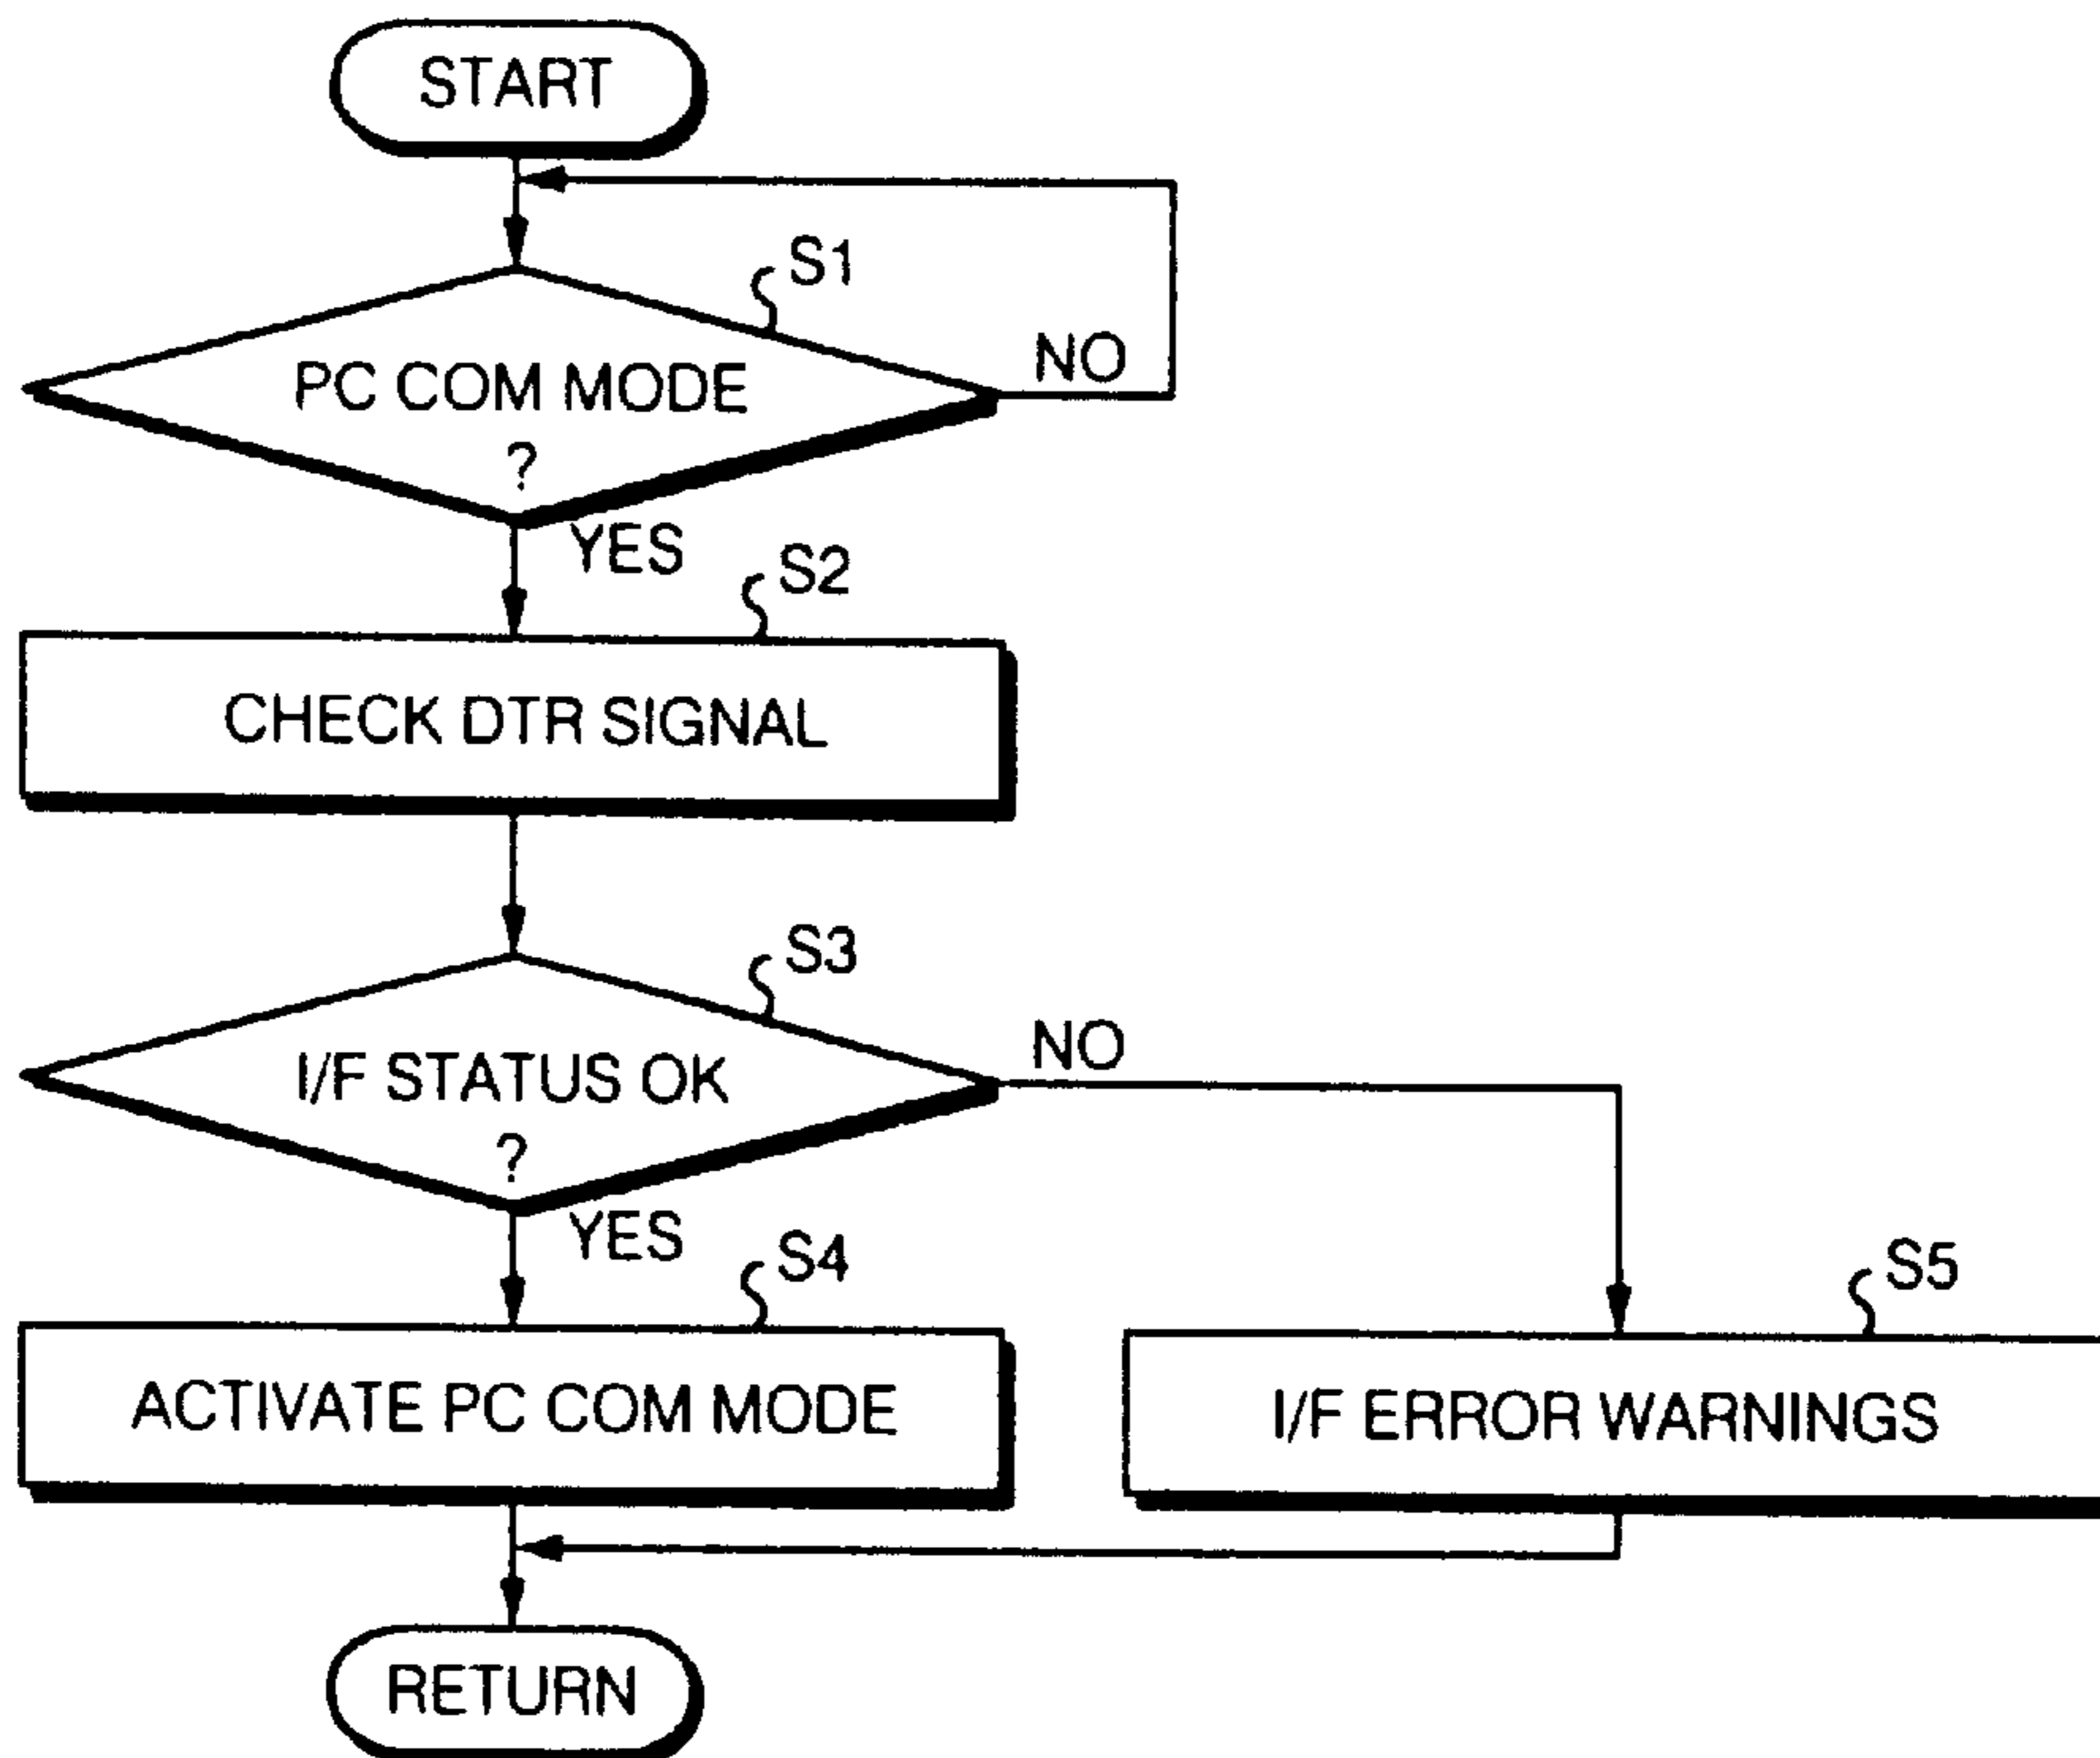 START
S1
PC COM MODE
?
NO
YES
S2
CHECK DTR SIGNAL
S3
I/F STATUS OK
?
NO
YES
S4
ACTIVATE PC COM MODE
S5
I/F ERROR WARNINGS
RETURN